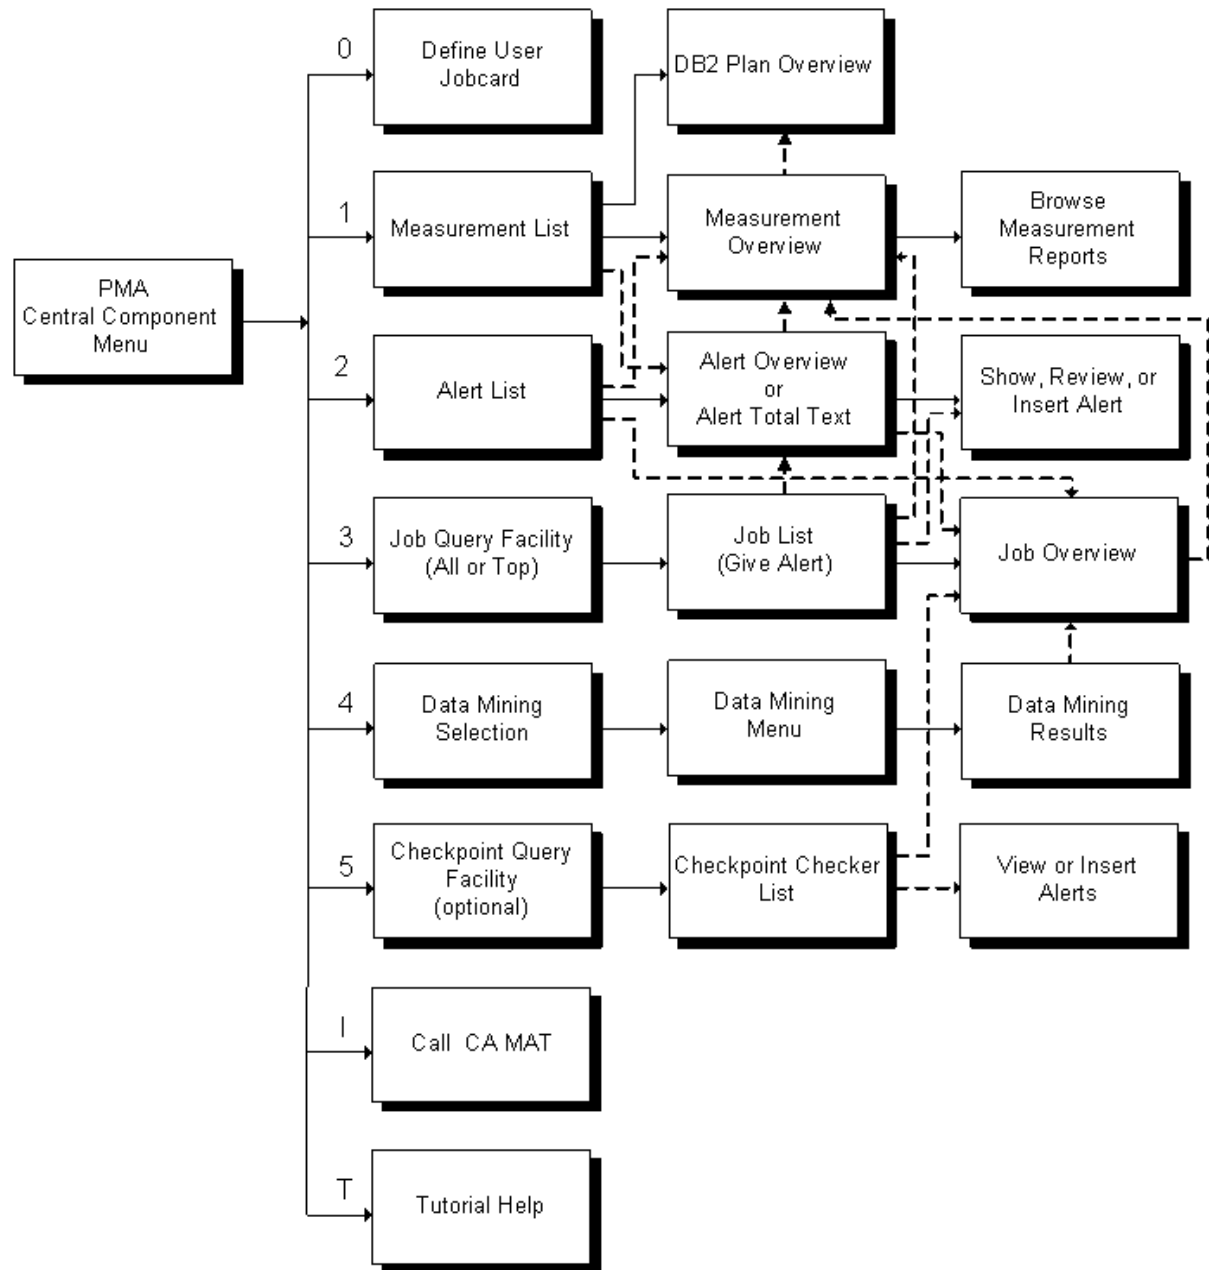 0
Define User
Jobcard
DB2 Plan Overview
1
Measurement List
Measurement
Overview
Browse
Measurement
Reports
PMA
Central Component
Menu
2
Alert List
Alert Overview
or
Alert Total Text
Show, Review, or
Insert Alert
3
Job Query Facility
(All or Top)
Job List
(Give Alert)
Job Overview
4
Data Mining
Selection
Data Mining
Menu
Data Mining
Results
5
Checkpoint Query
Facility
(optional)
Checkpoint Checker
List
View or Insert
Alerts
I
Call CA MAT
T
Tutorial Help